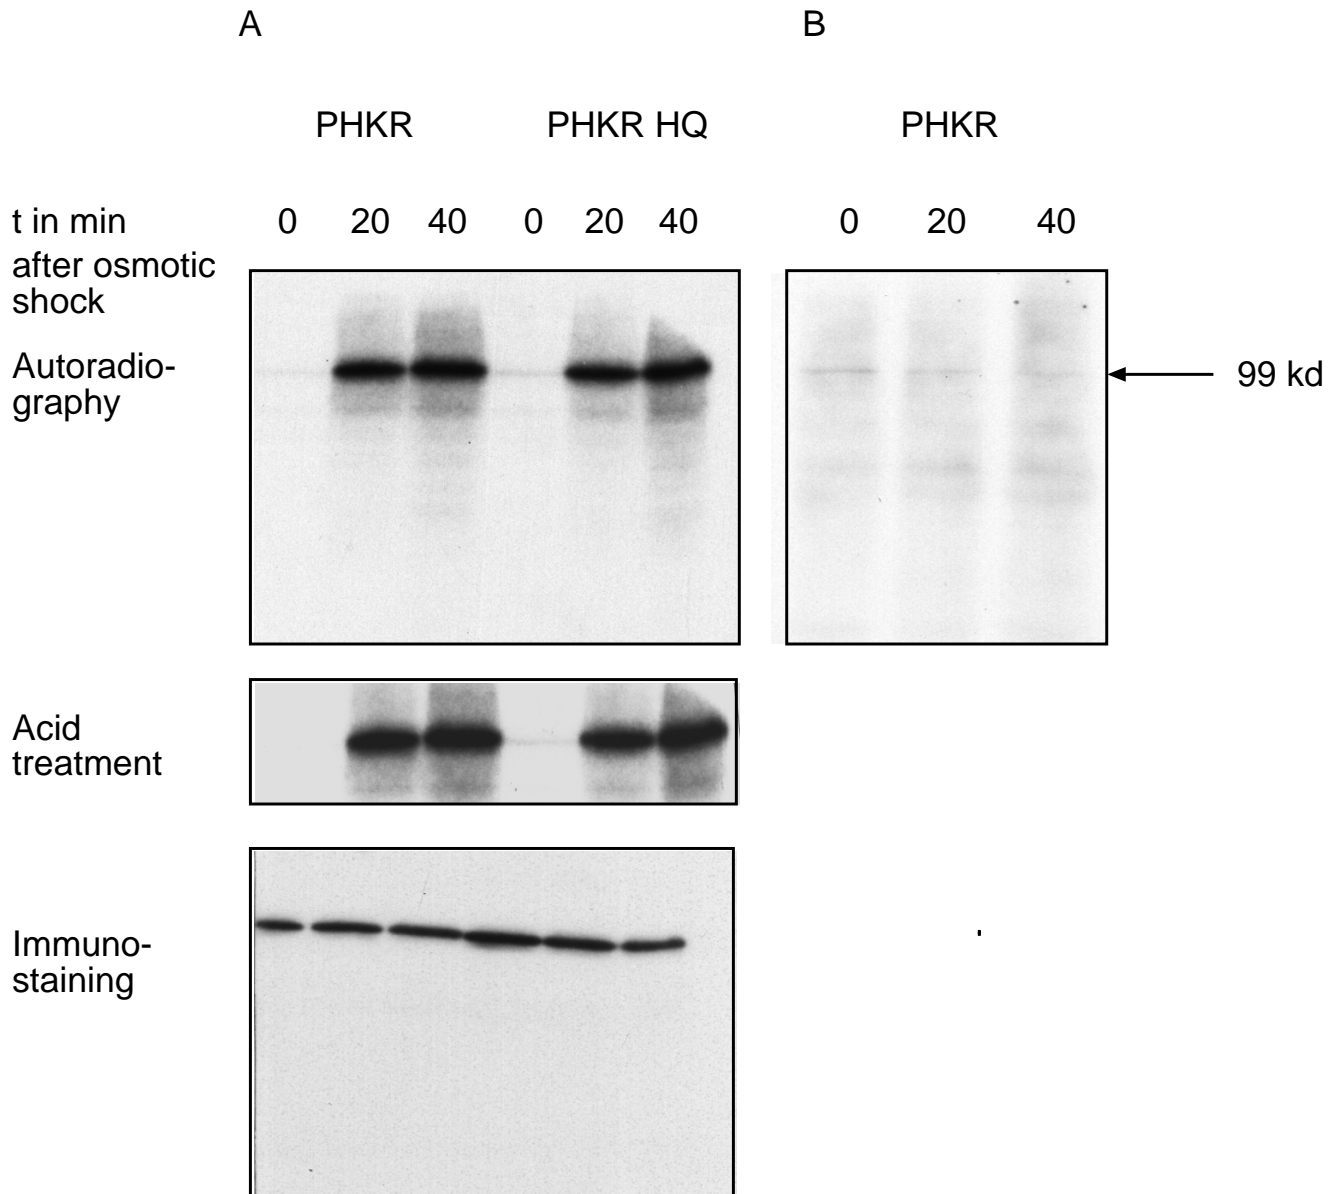 A B
PHKR PHKR HQ PHKR
t in min 0 20 40 0 20 40 0 20 40
after osmotic
shock
Autoradio-
graphy
99 kd
Acid
treatment
Immuno-
staining